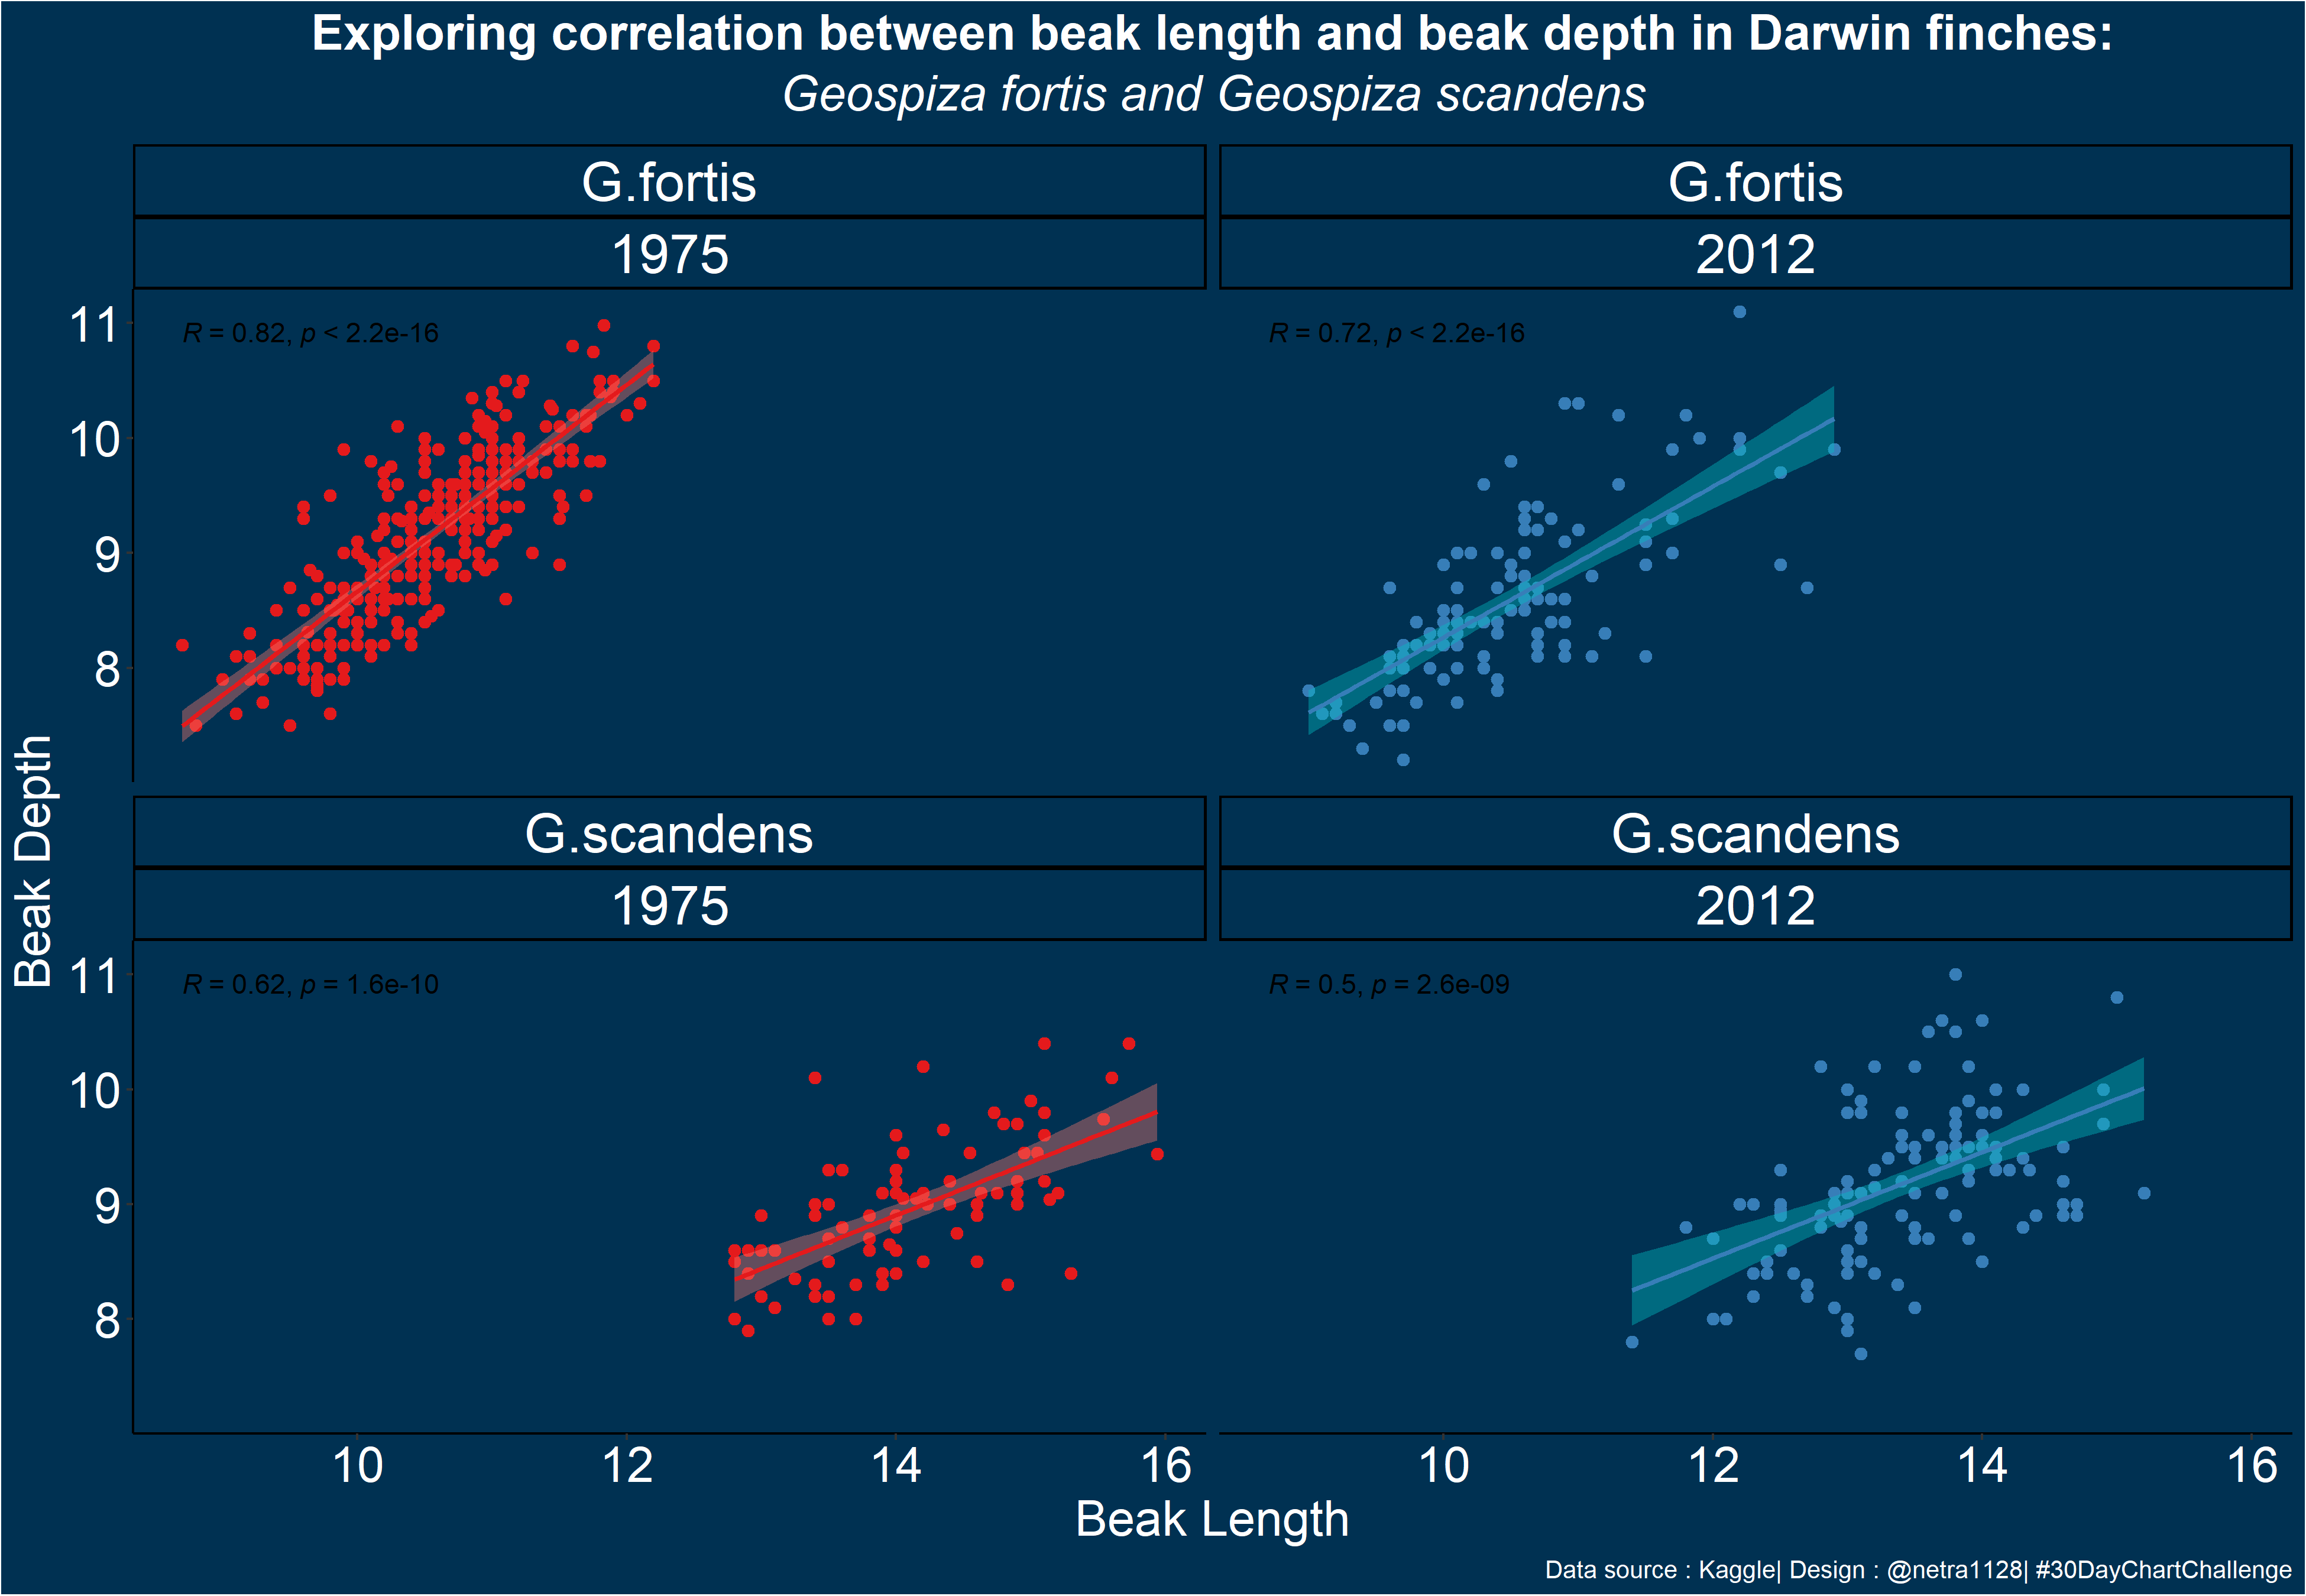 Exploring correlation between beak length and beak depth in Darwin finches:
Geospiza fortis and Geospiza scandens
G.fortis
G.fortis
1975
2012
R = 0.82, p < 2.2e-16
R = 0.72, p < 2.2e-16
11
10
9
8
Beak Depth
G.scandens
G.scandens
1975
2012
R = 0.62, p = 1.6e-10
R = 0.5, p = 2.6e-09
11
10
9
8
10 12 14 16
10 12 14 16
Beak Length
Data source : Kaggle| Design : @netra1128| #30DayChartChallenge